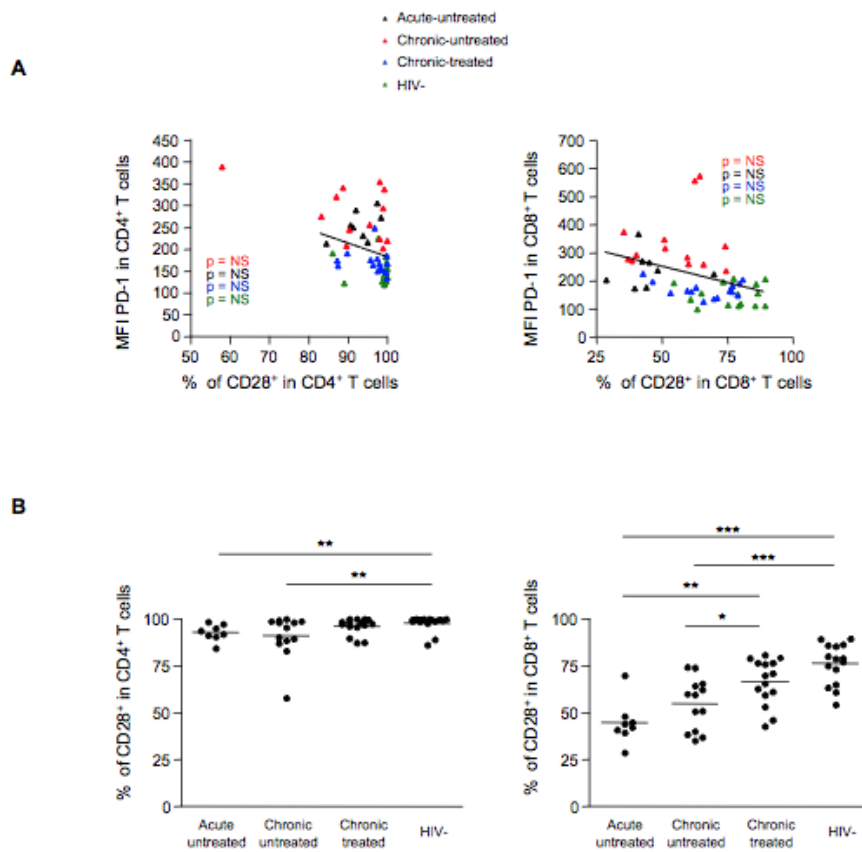 Acute-untreated
Chronic-untreated
Chronic-treated
HIV-
A
MFI PD-1 in CD4⁺ T cells
450
400
350
300
250
200
150
100
50
0
p = NS
p = NS
p = NS
p = NS
50 60 70 80 90 100
% of CD28⁺ in CD4⁺ T cells
MFI PD-1 in CD8⁺ T cells
700
600
500
400
300
200
100
0
p = NS
p = NS
p = NS
p = NS
25 50 75 100
% of CD28⁺ in CD8⁺ T cells
B
% of CD28⁺ in CD4⁺ T cells
**
**
100
75
50
25
0
Acute untreated
Chronic untreated
Chronic treated
HIV-
% of CD28⁺ in CD8⁺ T cells
***
***
**
*
100
75
50
25
0
Acute untreated
Chronic untreated
Chronic treated
HIV-